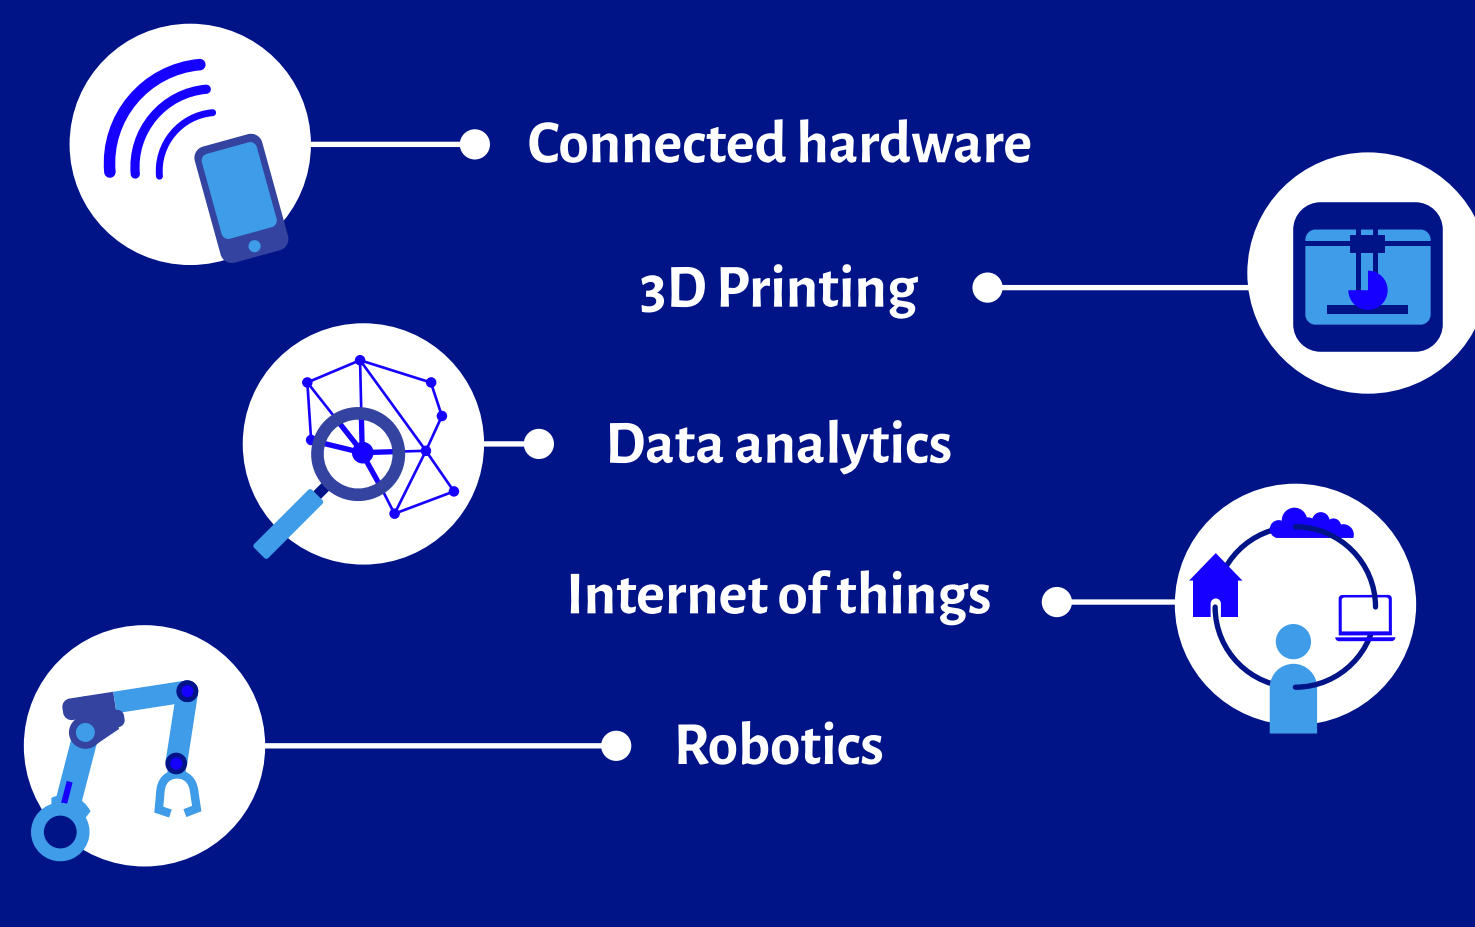 Connected hardware
3D Printing
Data analytics
Internet of things
Robotics